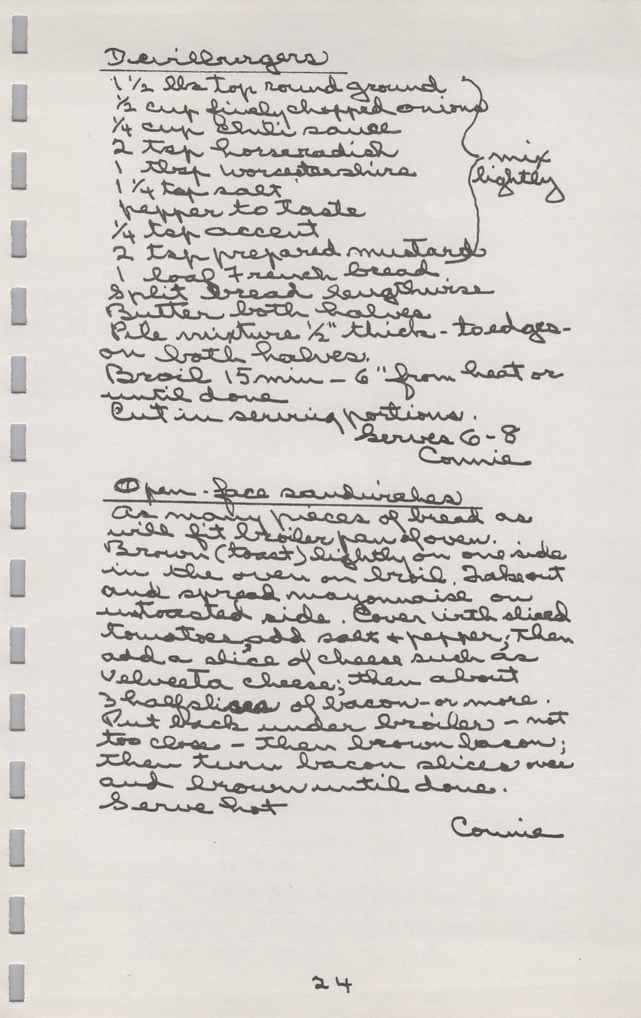 Devilburgers
1 1/2 lbs top round ground
1/2 cup finely chopped onions
1/4 cup chili sauce
2 tsp horseradish
1 tbsp worcestershire
1 1/4 tsp salt
pepper to taste
1/4 tsp accent
2 tsp prepared mustard
mix
lightly
1 loaf French bread
Split bread lengthwise
Butter both halves
Pile mixture 1/2" thick - to edges -
on both halves.
Broil 15 min - 6" from heat or
until done
Cut in serving portions.
Serves 6-8
Connie
Open-face sandwiches
As many pieces of bread as
will fit broiler pan of oven.
Brown (toast) lightly on one side
in the oven on broil. Take out
and spread mayonnaise on
untoasted side. Cover with sliced
tomatoes, add salt + pepper; then
add a slice of cheese such as
Velveeta cheese; then about
3 half slices of bacon - or more.
Put back under broiler - not
too close - then brown bacon;
then turn bacon slices over
and brown until done.
Serve hot
Connie
24